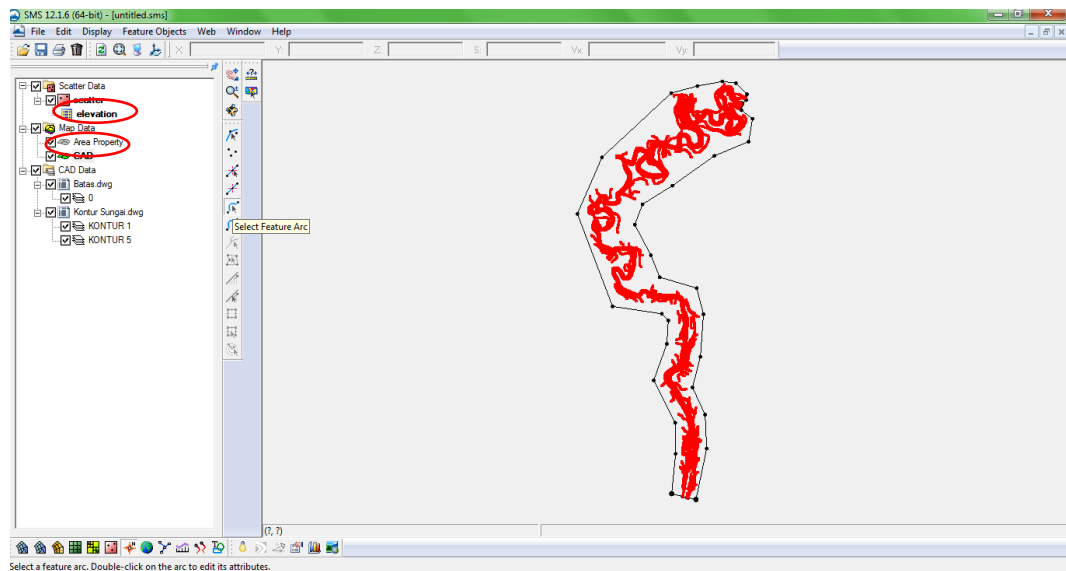 SMS 12.1.6 (64-bit) - [untitled.sms]
File Edit Display Feature Objects Web Window Help
X: Y: Z: S: Vx: Vy:
Scatter Data
scatter
elevation
Map Data
Area Property
CAD
CAD Data
Batas.dwg
0
Kontur Sungai.dwg
KONTUR 1
KONTUR 5
Select Feature Arc
(?, ?)
Select a feature arc. Double-click on the arc to edit its attributes.